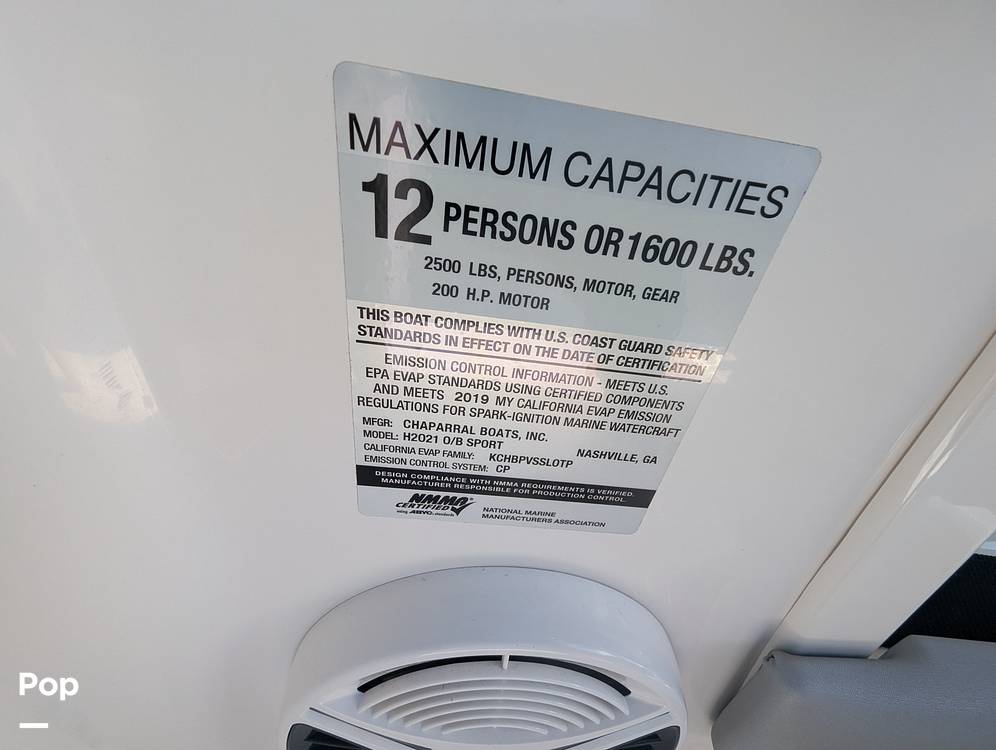 MAXIMUM CAPACITIES
12 PERSONS OR 1600 LBS.
2500 LBS, PERSONS, MOTOR, GEAR
200 H.P. MOTOR
THIS BOAT COMPLIES WITH U.S. COAST GUARD SAFETY
STANDARDS IN EFFECT ON THE DATE OF CERTIFICATION
EMISSION CONTROL INFORMATION - MEETS U.S.
EPA EVAP STANDARDS USING CERTIFIED COMPONENTS
AND MEETS 2019 MY CALIFORNIA EVAP EMISSION
REGULATIONS FOR SPARK-IGNITION MARINE WATERCRAFT
MFGR: CHAPARRAL BOATS, INC. NASHVILLE, GA
MODEL: H2021 O/B SPORT
CALIFORNIA EVAP FAMILY: KCHBPVSSLOTP
EMISSION CONTROL SYSTEM: CP
DESIGN COMPLIANCE WITH NMMA REQUIREMENTS IS VERIFIED.
MANUFACTURER RESPONSIBLE FOR PRODUCTION CONTROL.
NMMA®
CERTIFIED
using ABYC standards
NATIONAL MARINE
MANUFACTURERS ASSOCIATION
Pop